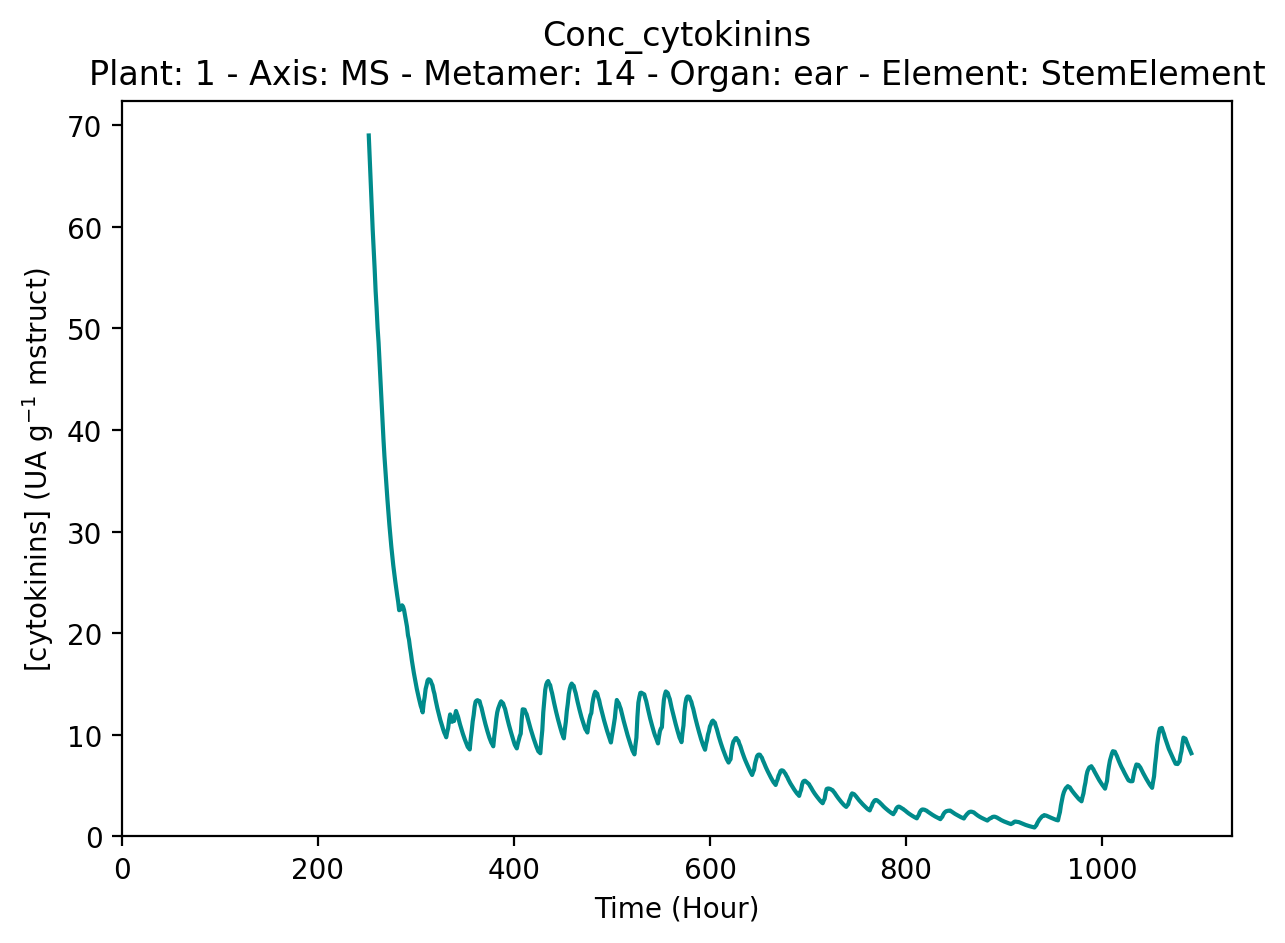 Conc_cytokinins
Plant: 1 - Axis: MS - Metamer: 14 - Organ: ear - Element: StemElement
70
60
50
40
30
20
10
0
[cytokinins] (UA g⁻¹ mstruct)
0 200 400 600 800 1000
Time (Hour)